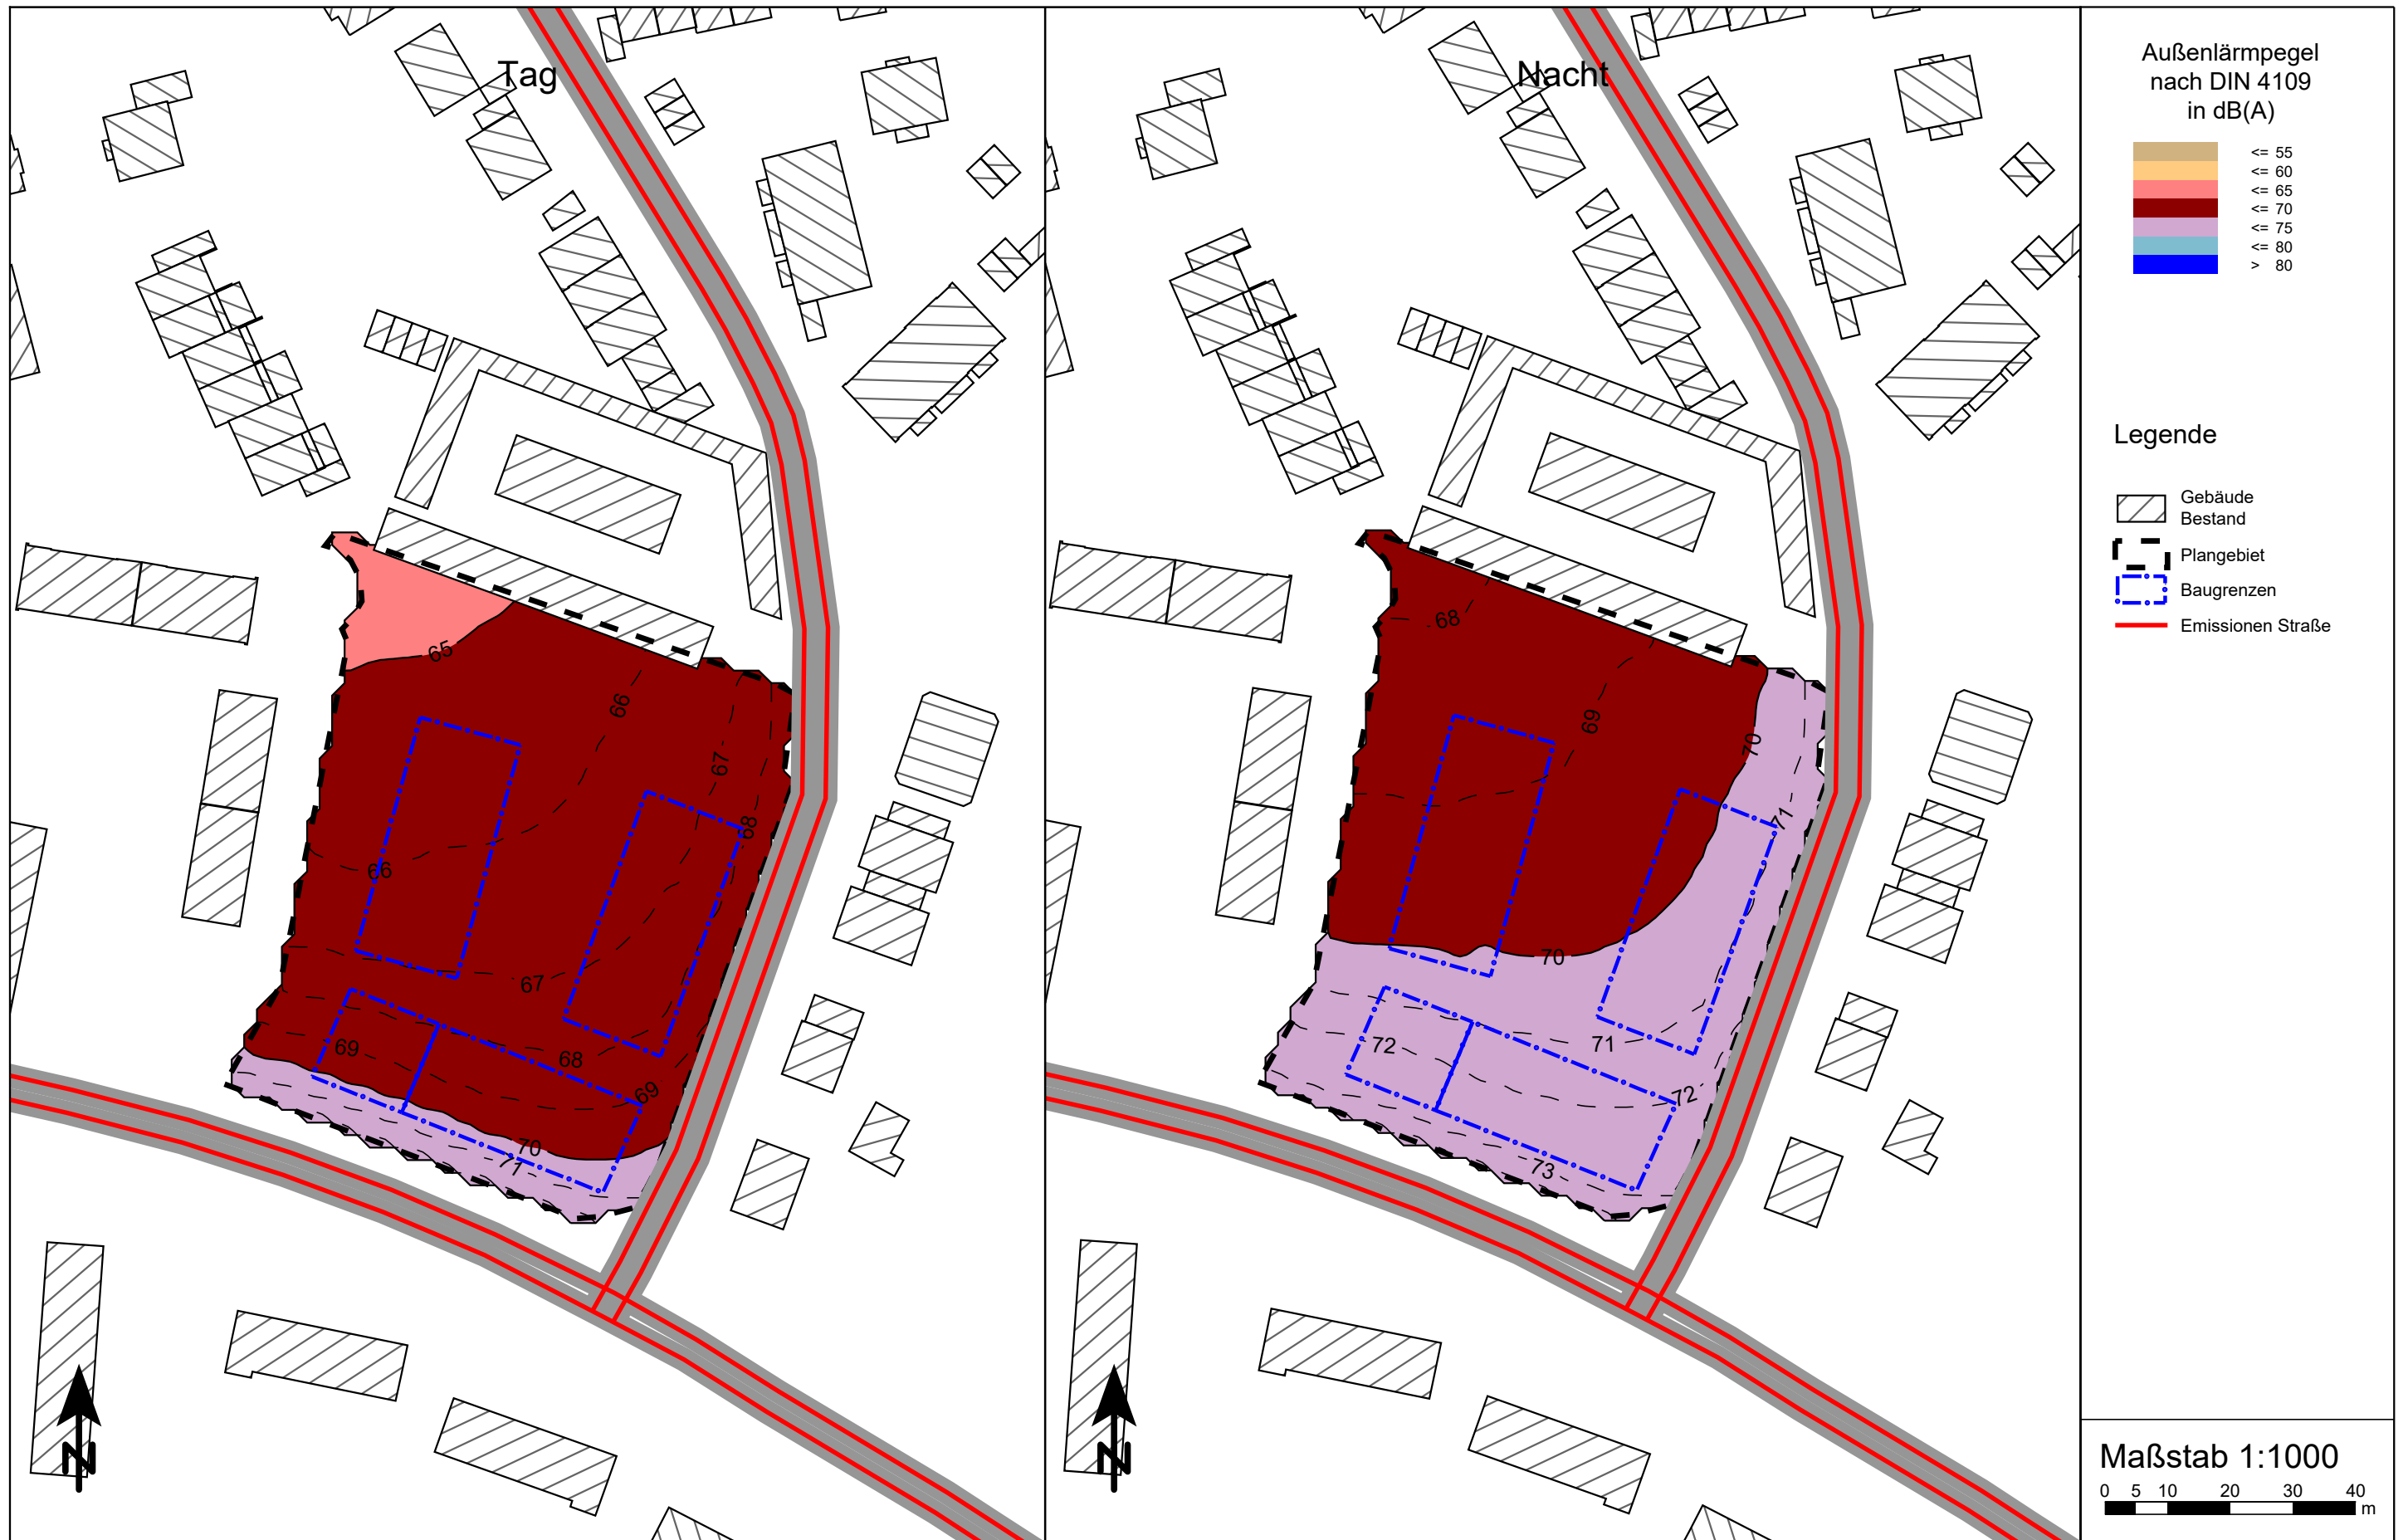 Tag
65
66
67
68
66
67
69
68
69
70
71
N
Nacht
68
69
70
71
70
72
71
72
73
N
Außenlärmpegel
nach DIN 4109
in dB(A)
<= 55
<= 60
<= 65
<= 70
<= 75
<= 80
> 80
Legende
Gebäude
Bestand
Plangebiet
Baugrenzen
Emissionen Straße
Maßstab 1:1000
0 5 10 20 30 40
m